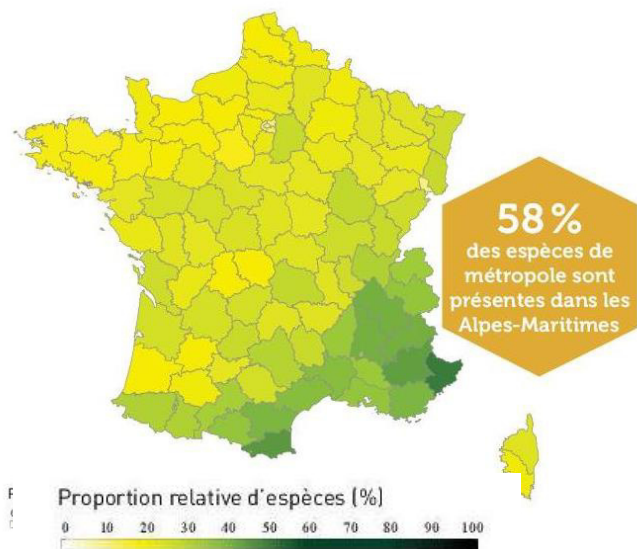 58 %
des espèces de
métropole sont
présentes dans les
Alpes-Maritimes
Proportion relative d'espèces (%)
0 10 20 30 40 50 60 70 80 90 100